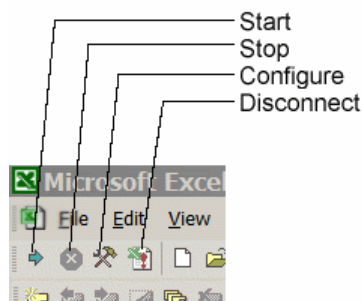 Start
Stop
Configure
Disconnect
Microsoft Excel
File Edit View